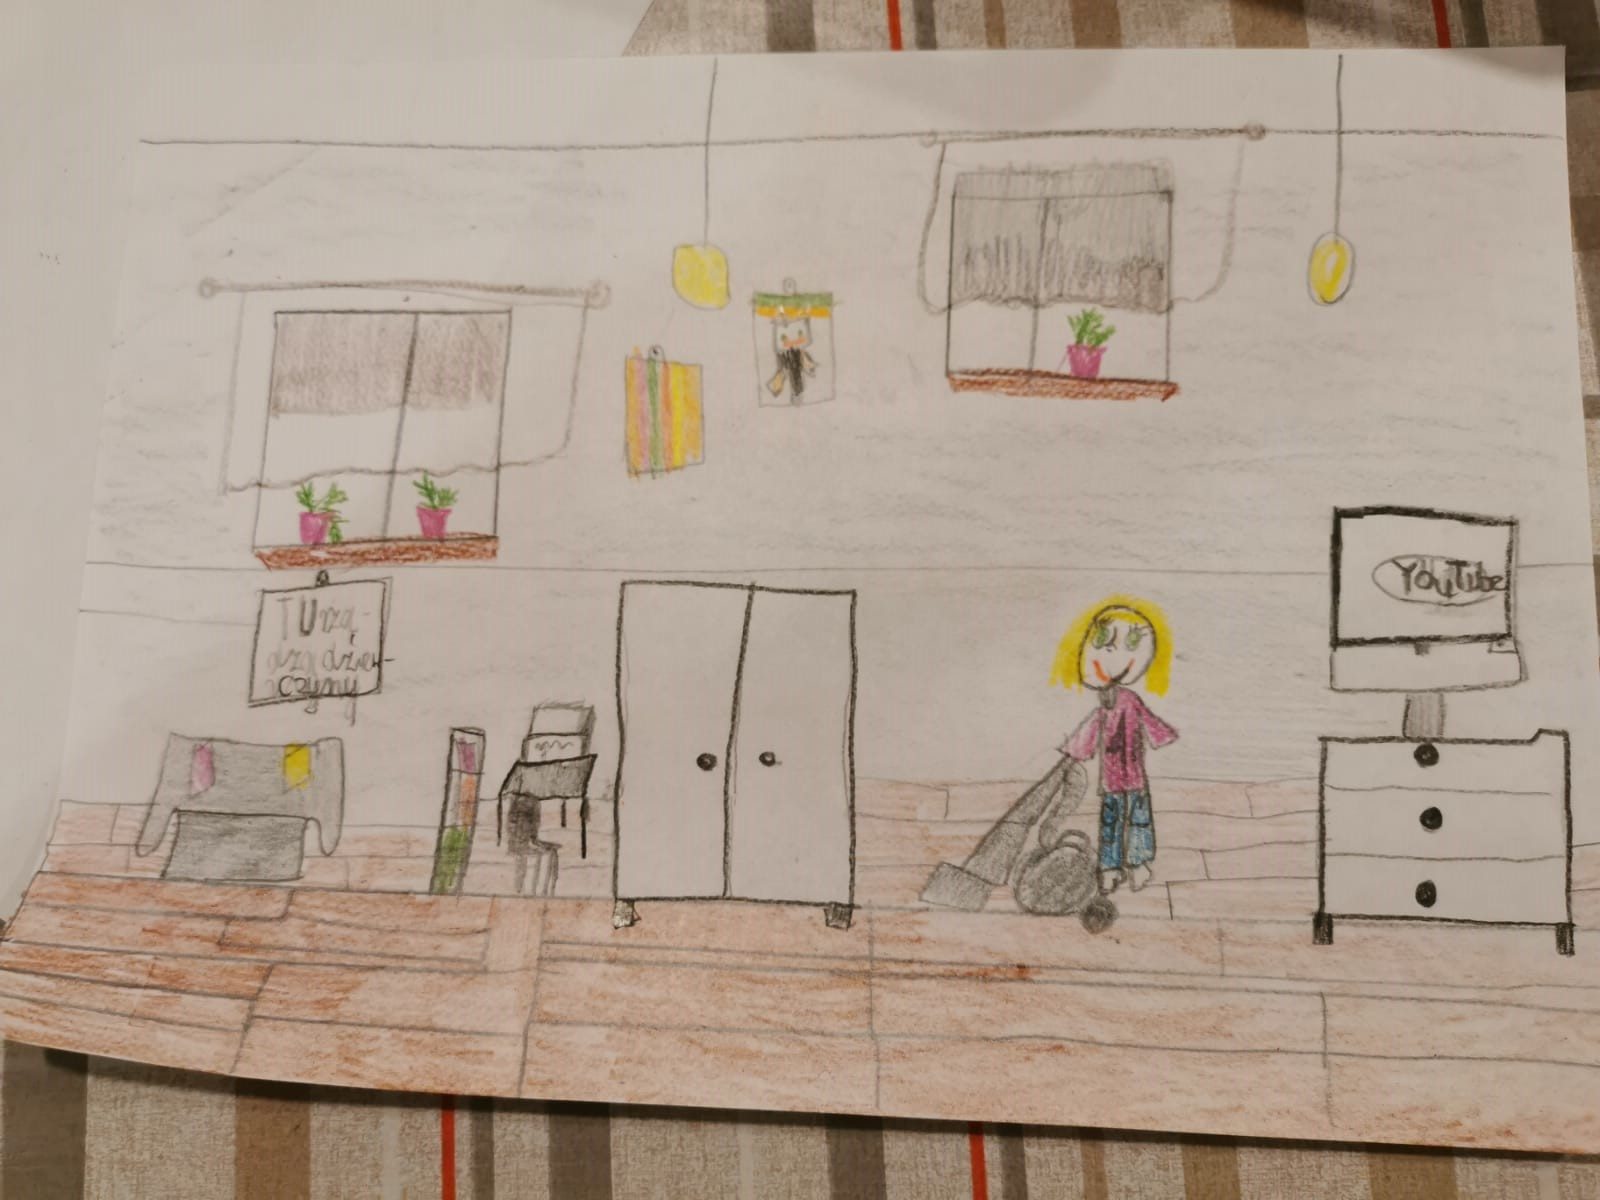 TU rzą-
dzą dziew-
czyny
YouTube